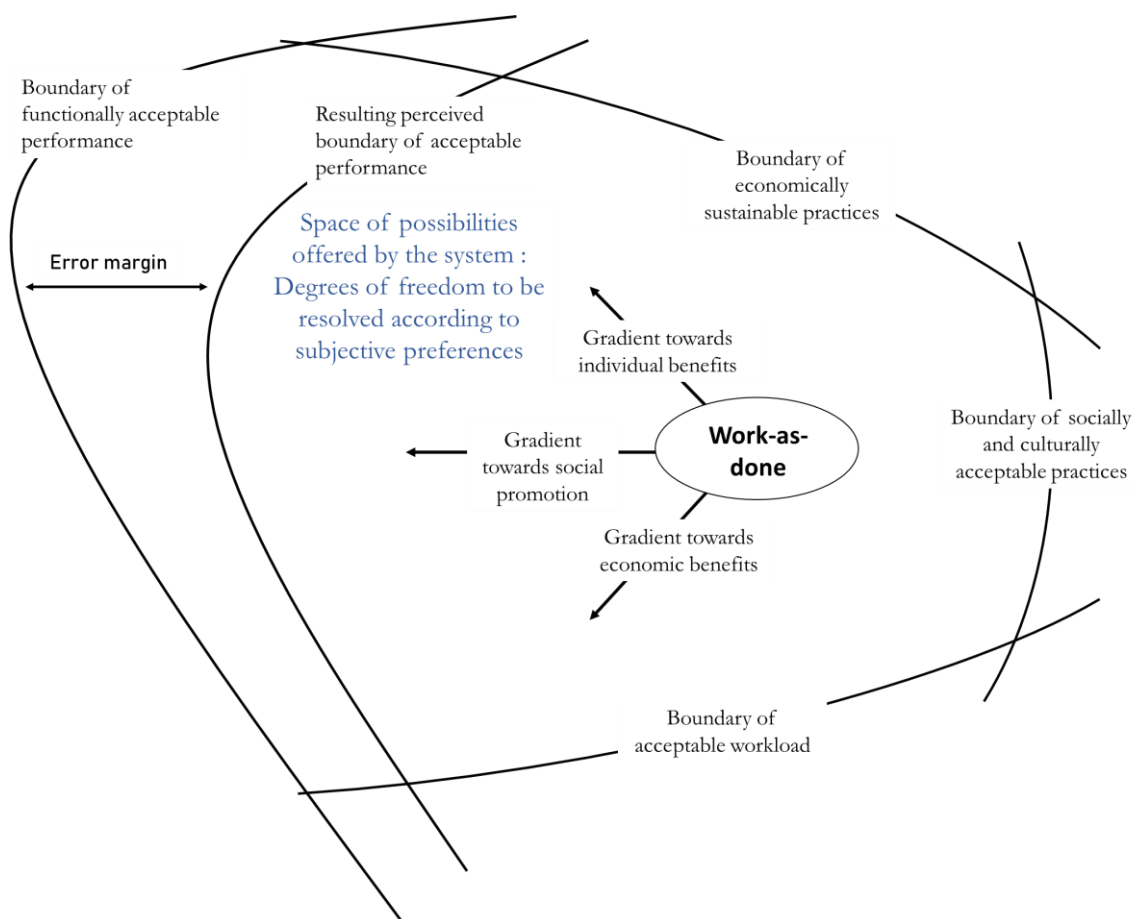 Boundary of
functionally acceptable
performance
Resulting perceived
boundary of acceptable
performance
Boundary of
economically
sustainable practices
Space of possibilities
offered by the system :
Degrees of freedom to be
resolved according to
subjective preferences
Error margin
Gradient towards
individual benefits
Boundary of socially
and culturally
acceptable practices
Work-as-
done
Gradient
towards social
promotion
Gradient towards
economic benefits
Boundary of
acceptable workload